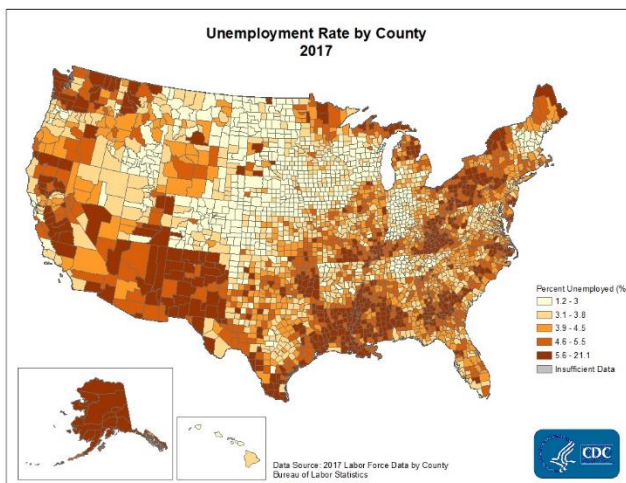 Unemployment Rate by County
2017
Percent Unemployed (%
1.2 - 3
3.1 - 3.8
3.9 - 4.5
4.6 - 5.5
5.6 - 21.1
Insufficient Data
Data Source: 2017 Labor Force Data by County
Bureau of Labor Statistics
CDC